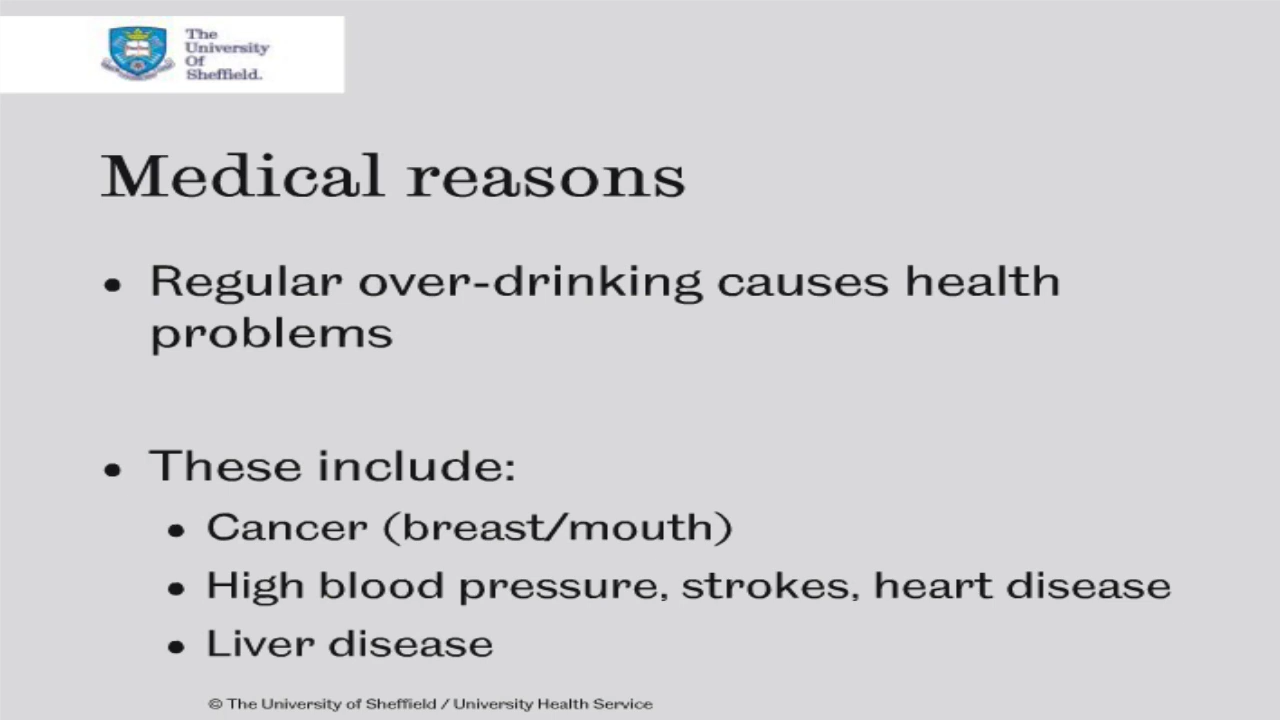 The
University
Of
Sheffield.
Medical reasons
• Regular over-drinking causes health
problems
• These include:
• Cancer (breast/mouth)
• High blood pressure, strokes, heart disease
• Liver disease
© The University of Sheffield / University Health Service